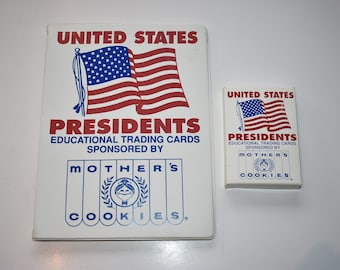 UNITED STATES
PRESIDENTS
EDUCATIONAL TRADING CARDS
SPONSORED BY
MOTHER'S
COOKIES®
UNITED STATES
PRESIDENTS
EDUCATIONAL TRADING CARDS
SPONSORED BY
MOTHER'S
COOKIES